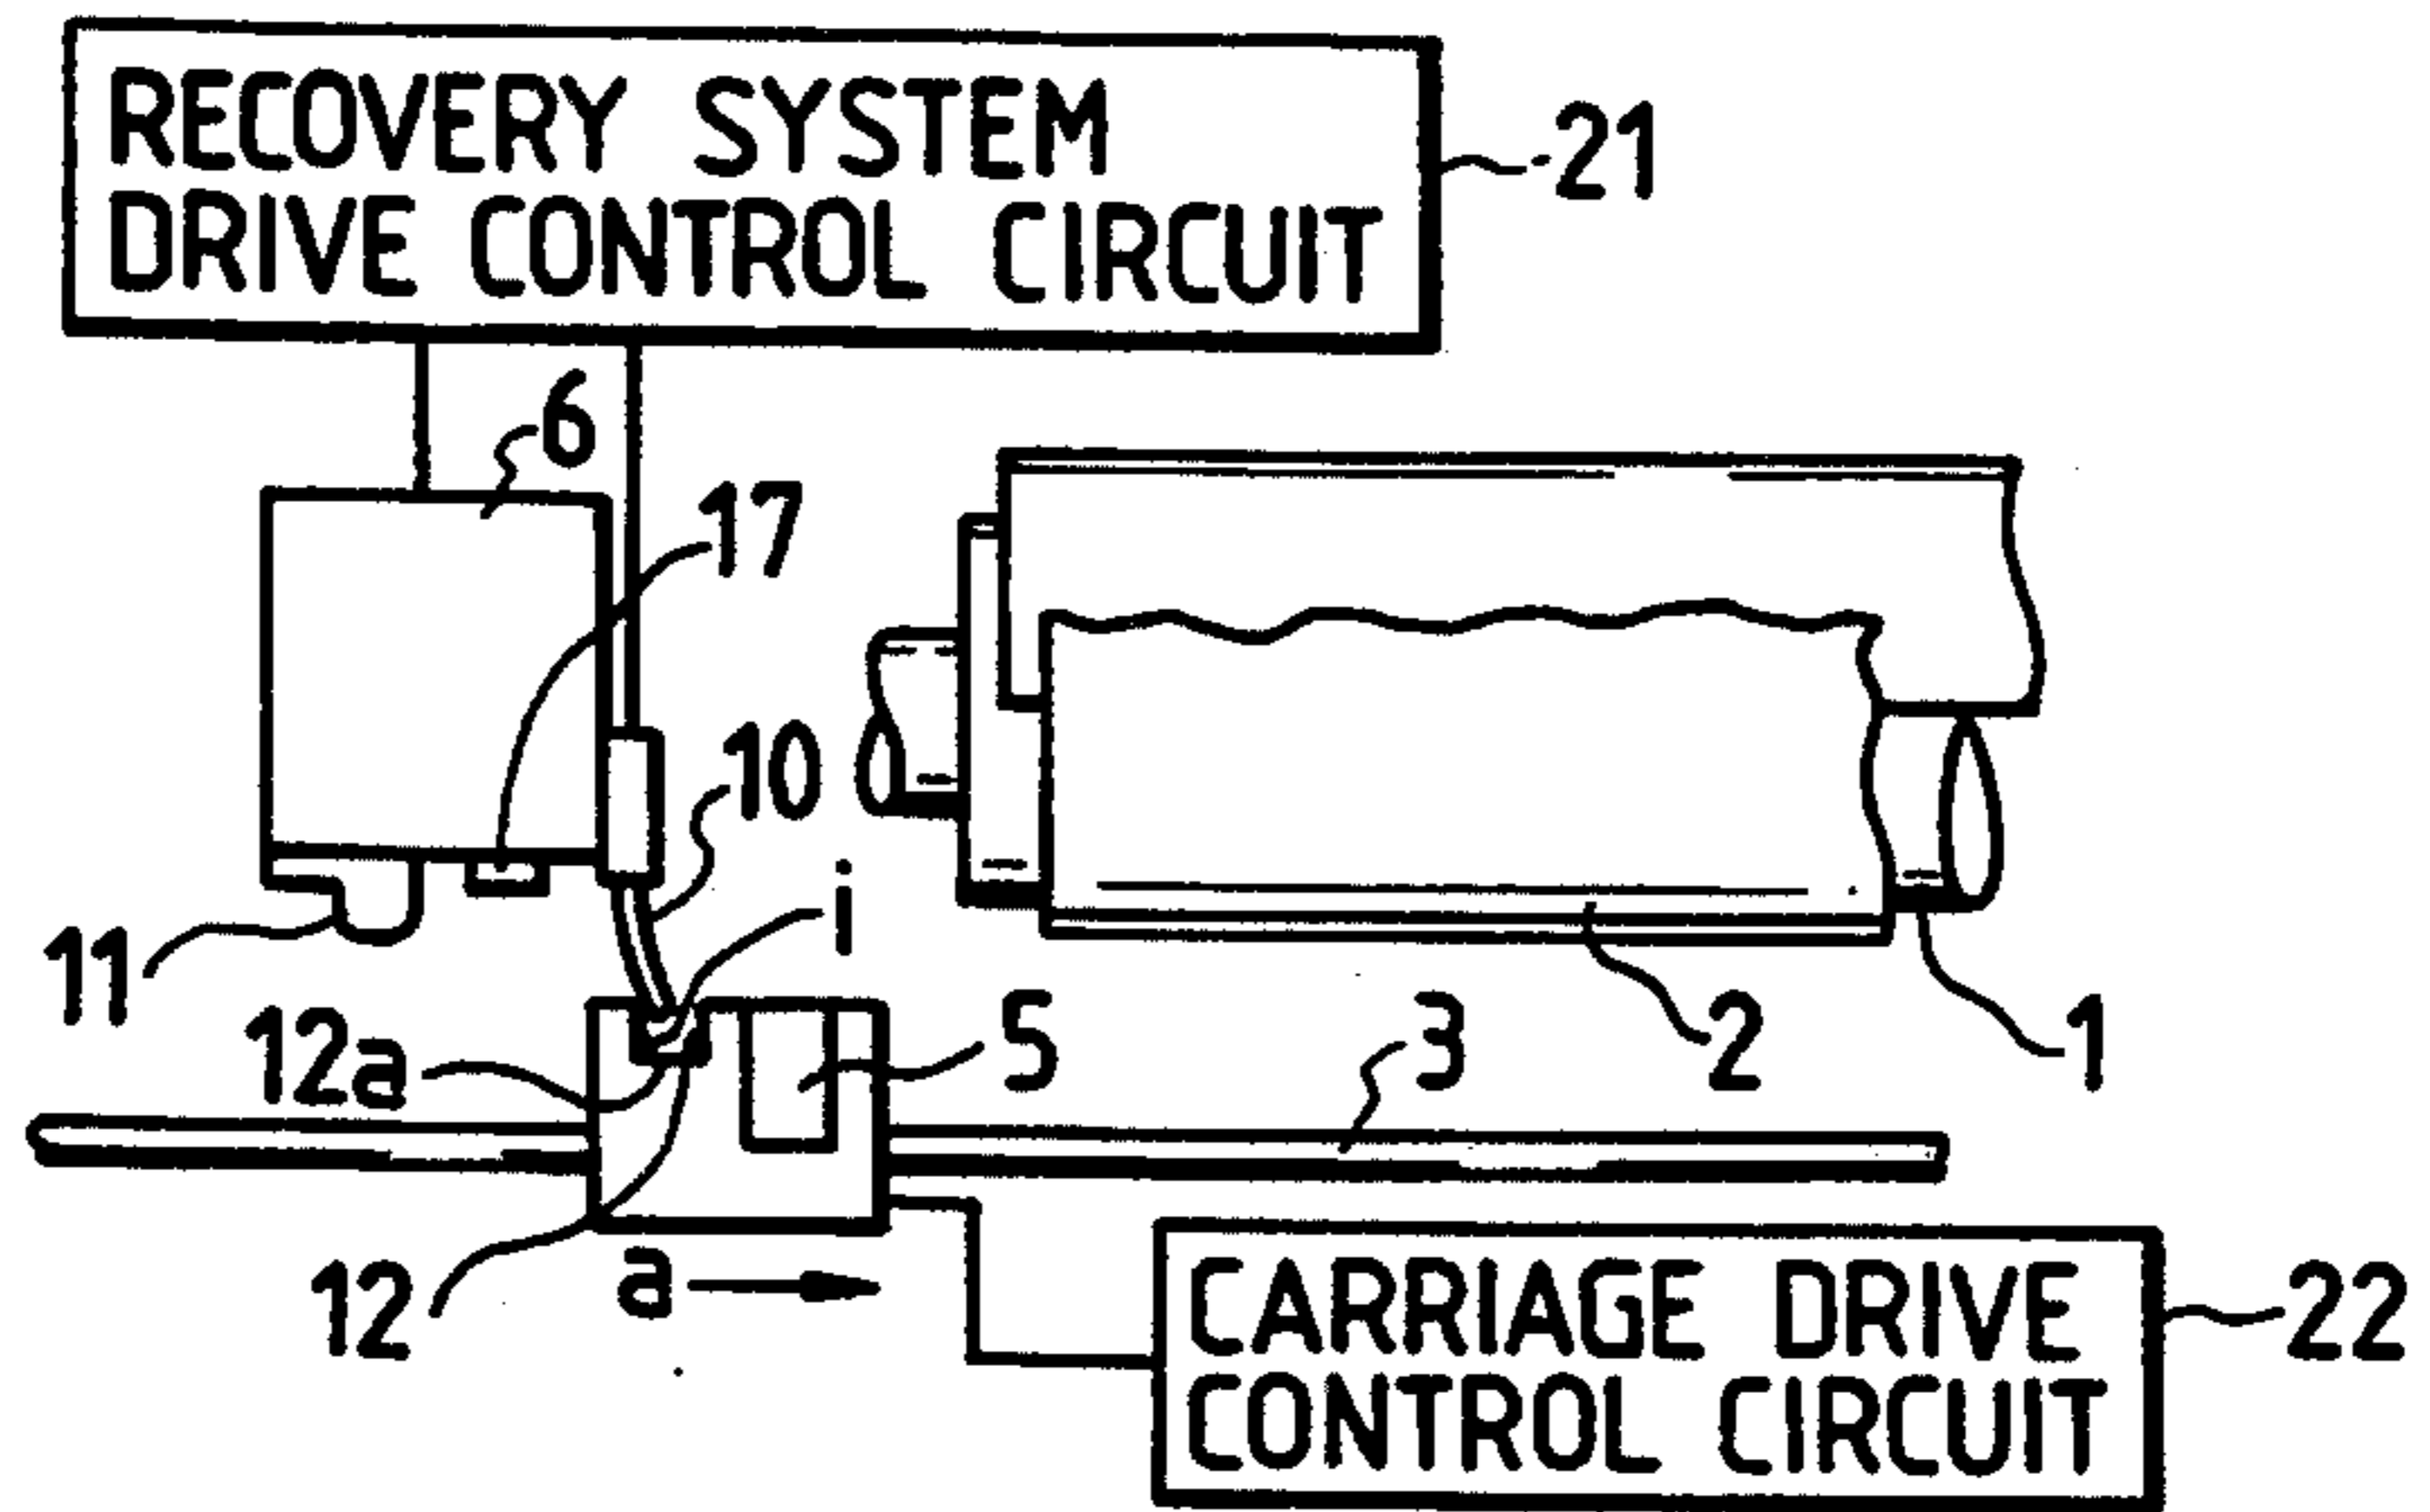 RECOVERY SYSTEM
DRIVE CONTROL CIRCUIT
21
6
17
10
i
11
12a
5
3
2
1
12
a
CARRIAGE DRIVE
CONTROL CIRCUIT
22